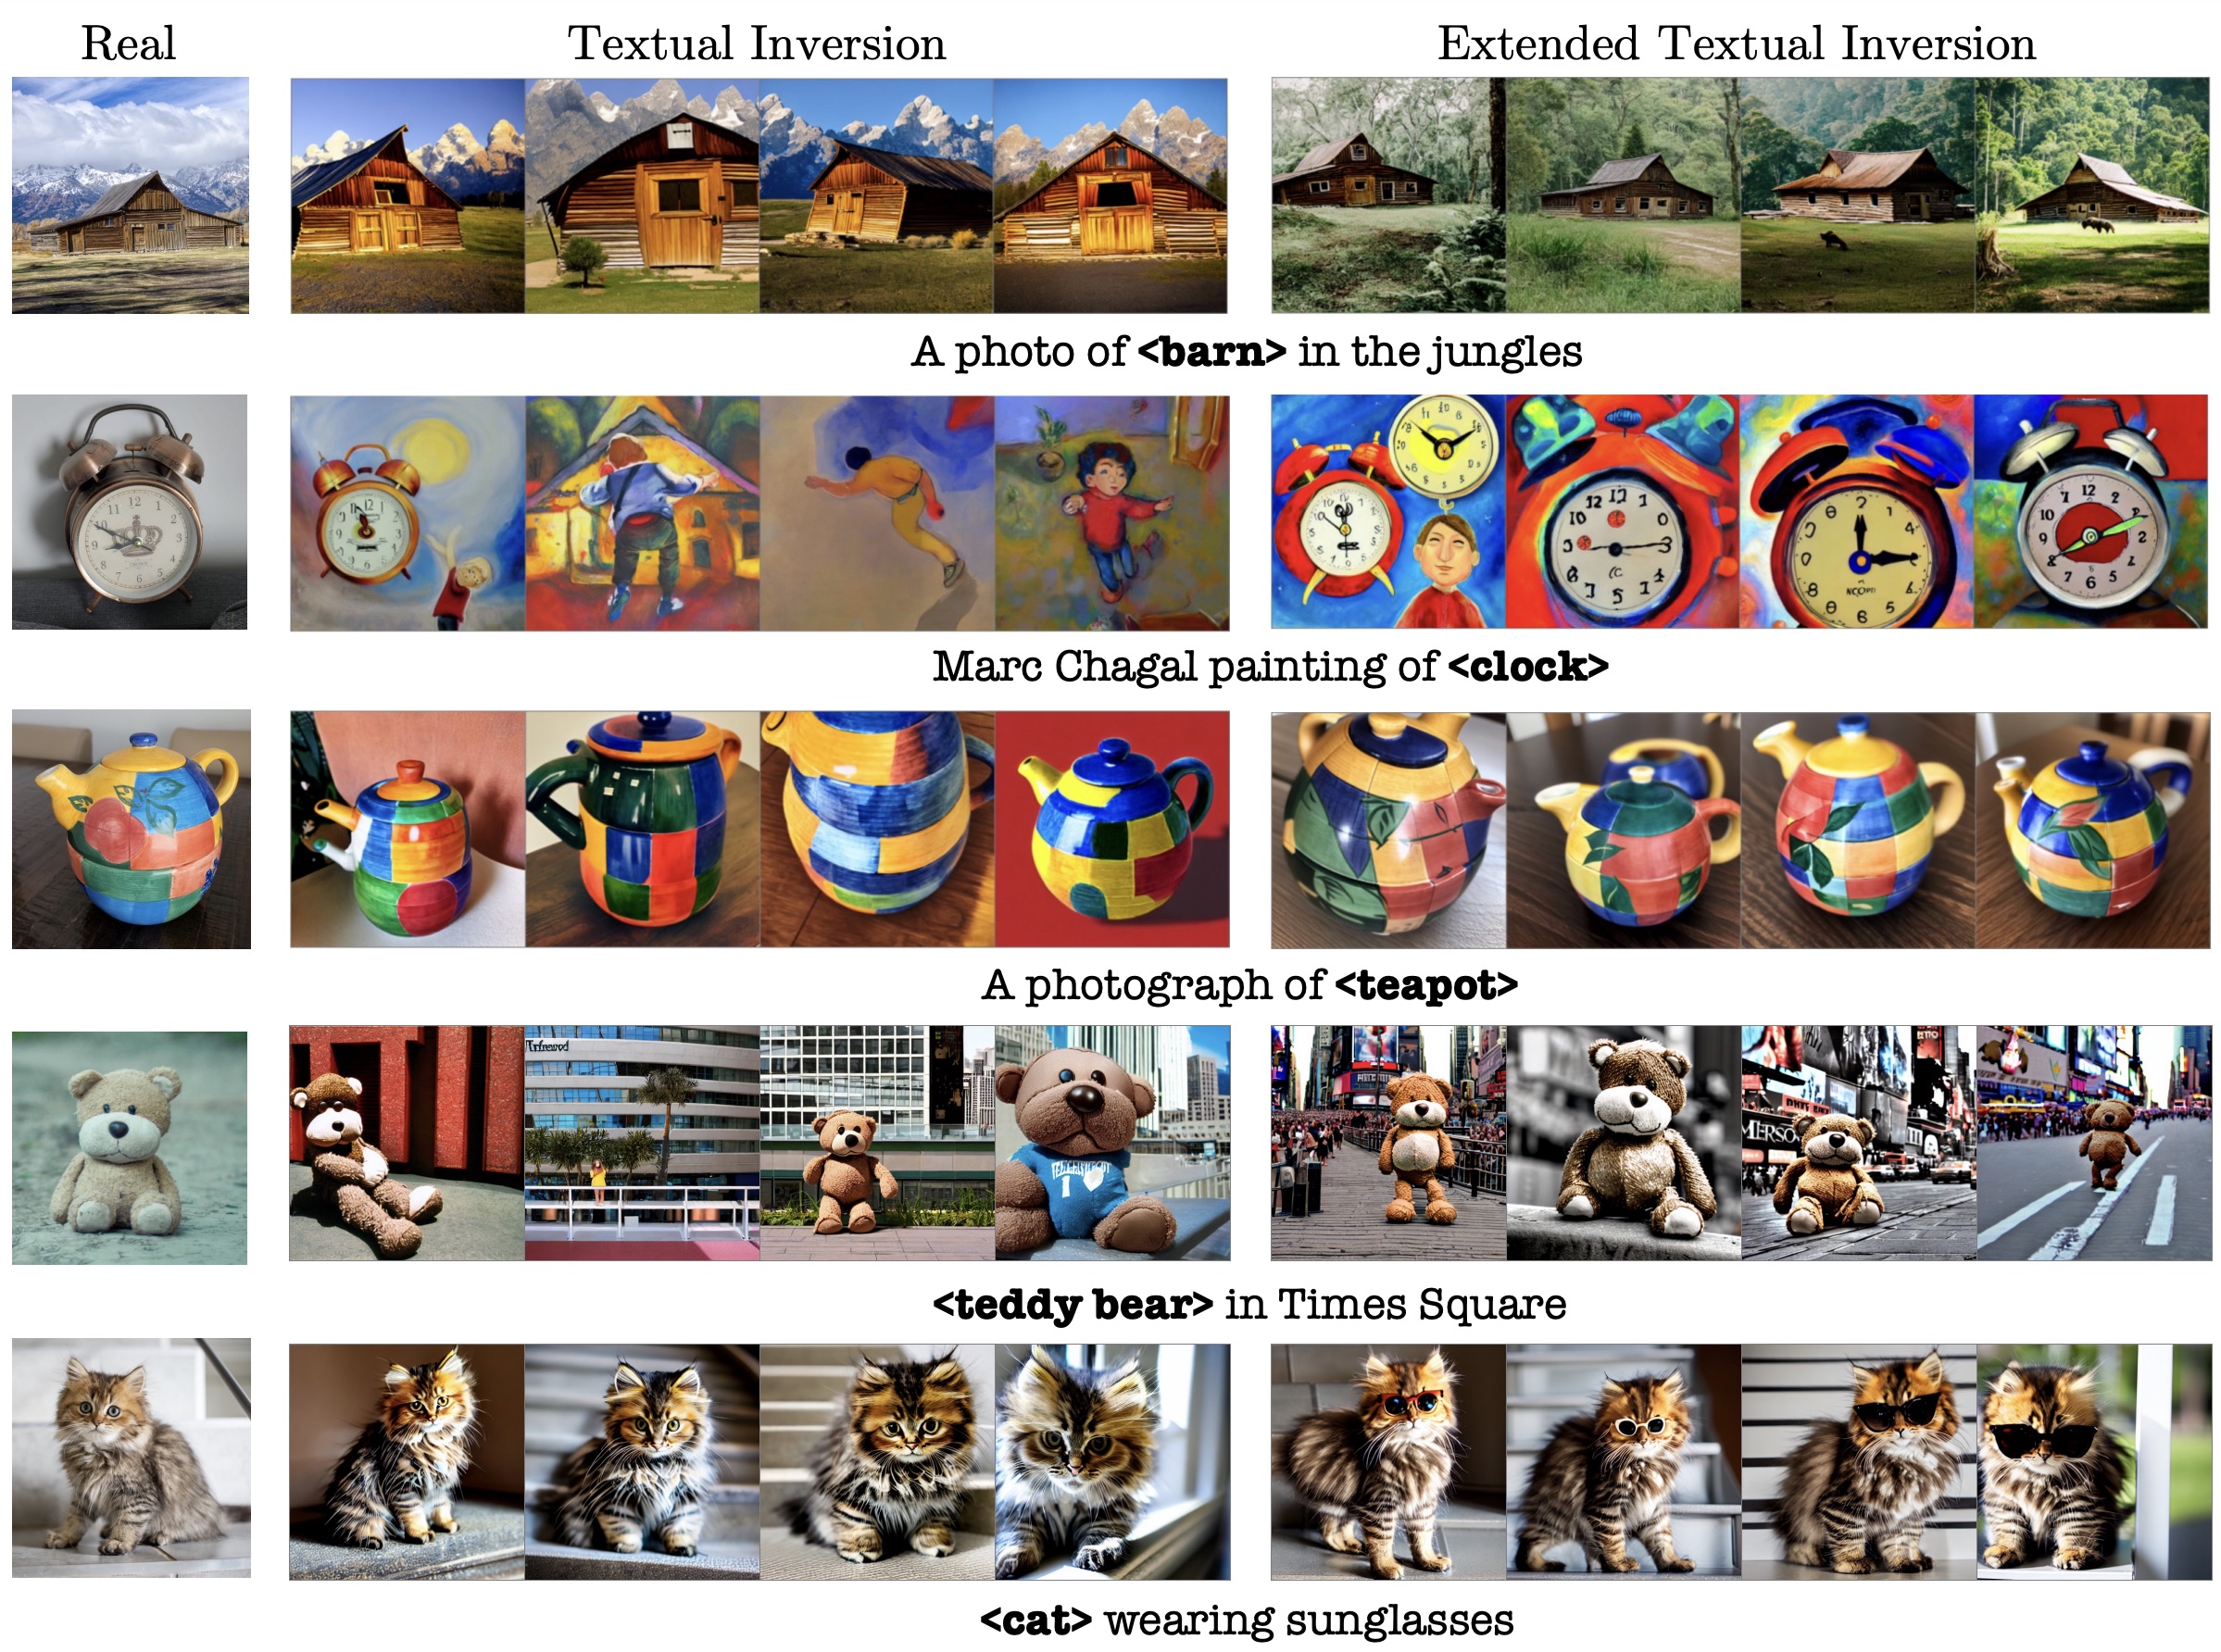 Real
Textual Inversion
Extended Textual Inversion
A photo of <barn> in the jungles
Marc Chagal painting of <clock>
A photograph of <teapot>
<teddy bear> in Times Square
<cat> wearing sunglasses